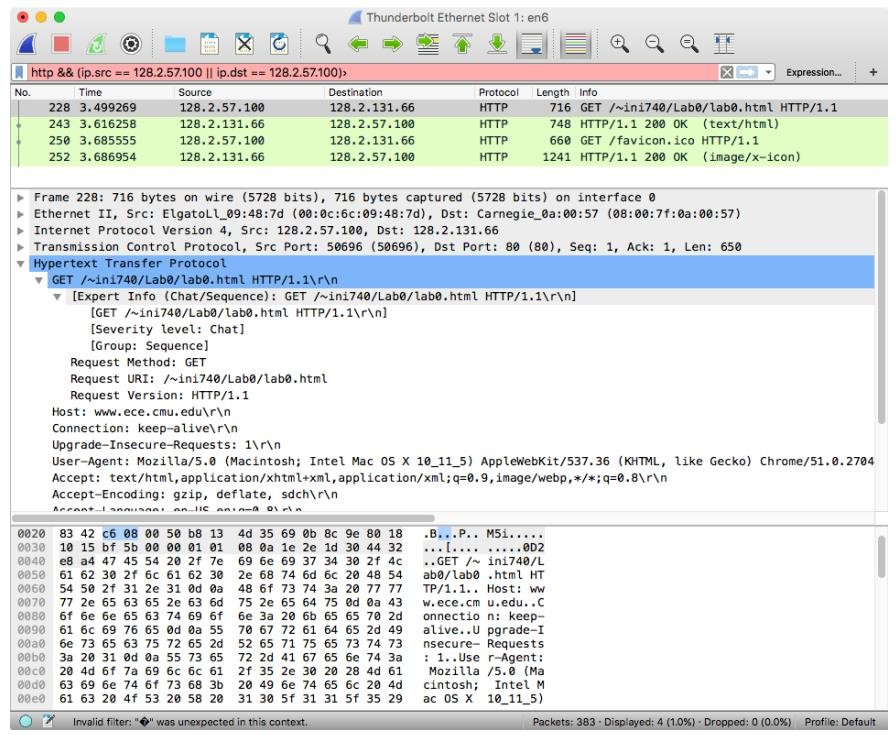 Thunderbolt Ethernet Slot 1: en6
http && (ip.src == 128.2.57.100 || ip.dst == 128.2.57.100)› Expression... +
No. Time Source Destination Protocol Length Info
228 3.499269 128.2.57.100 128.2.131.66 HTTP 716 GET /~ini740/Lab0/lab0.html HTTP/1.1
243 3.616258 128.2.131.66 128.2.57.100 HTTP 748 HTTP/1.1 200 OK (text/html)
250 3.685555 128.2.57.100 128.2.131.66 HTTP 660 GET /favicon.ico HTTP/1.1
252 3.686954 128.2.131.66 128.2.57.100 HTTP 1241 HTTP/1.1 200 OK (image/x-icon)
Frame 228: 716 bytes on wire (5728 bits), 716 bytes captured (5728 bits) on interface 0
Ethernet II, Src: ElgatoLl_09:48:7d (00:0c:6c:09:48:7d), Dst: Carnegie_0a:00:57 (08:00:7f:0a:00:57)
Internet Protocol Version 4, Src: 128.2.57.100, Dst: 128.2.131.66
Transmission Control Protocol, Src Port: 50696 (50696), Dst Port: 80 (80), Seq: 1, Ack: 1, Len: 650
Hypertext Transfer Protocol
GET /~ini740/Lab0/lab0.html HTTP/1.1\r\n
[Expert Info (Chat/Sequence): GET /~ini740/Lab0/lab0.html HTTP/1.1\r\n]
[GET /~ini740/Lab0/lab0.html HTTP/1.1\r\n]
[Severity level: Chat]
[Group: Sequence]
Request Method: GET
Request URI: /~ini740/Lab0/lab0.html
Request Version: HTTP/1.1
Host: www.ece.cmu.edu\r\n
Connection: keep-alive\r\n
Upgrade-Insecure-Requests: 1\r\n
User-Agent: Mozilla/5.0 (Macintosh; Intel Mac OS X 10_11_5) AppleWebKit/537.36 (KHTML, like Gecko) Chrome/51.0.2704
Accept: text/html,application/xhtml+xml,application/xml;q=0.9,image/webp,*/*;q=0.8\r\n
Accept-Encoding: gzip, deflate, sdch\r\n
Accept-Language: en-US,en;q=0.8\r\n
0020 83 42 c6 08 00 50 b8 13 4d 35 69 0b 8c 9e 80 18 .B...P.. M5i.....
0030 10 15 bf 5b 00 00 01 01 08 0a 1e 2e 1d 30 44 32 ...[.... .....0D2
0040 e8 a4 47 45 54 20 2f 7e 69 6e 69 37 34 30 2f 4c ..GET /~ ini740/L
0050 61 62 30 2f 6c 61 62 30 2e 68 74 6d 6c 20 48 54 ab0/lab0 .html HT
0060 54 50 2f 31 2e 31 0d 0a 48 6f 73 74 3a 20 77 77 TP/1.1.. Host: ww
0070 77 2e 65 63 65 2e 63 6d 75 2e 65 64 75 0d 0a 43 w.ece.cm u.edu..C
0080 6f 6e 6e 65 63 74 69 6f 6e 3a 20 6b 65 65 70 2d onnectio n: keep-
0090 61 6c 69 76 65 0d 0a 55 70 67 72 61 64 65 2d 49 alive..U pgrade-I
00a0 6e 73 65 63 75 72 65 2d 52 65 71 75 65 73 74 73 nsecure- Requests
00b0 3a 20 31 0d 0a 55 73 65 72 2d 41 67 65 6e 74 3a : 1..Use r-Agent:
00c0 20 4d 6f 7a 69 6c 6c 61 2f 35 2e 30 20 28 4d 61 Mozilla /5.0 (Ma
00d0 63 69 6e 74 6f 73 68 3b 20 49 6e 74 65 6c 20 4d cintosh; Intel M
00e0 61 63 20 4f 53 20 58 20 31 30 5f 31 31 5f 35 29 ac OS X 10_11_5)
Invalid filter: "�" was unexpected in this context. Packets: 383 · Displayed: 4 (1.0%) · Dropped: 0 (0.0%) Profile: Default